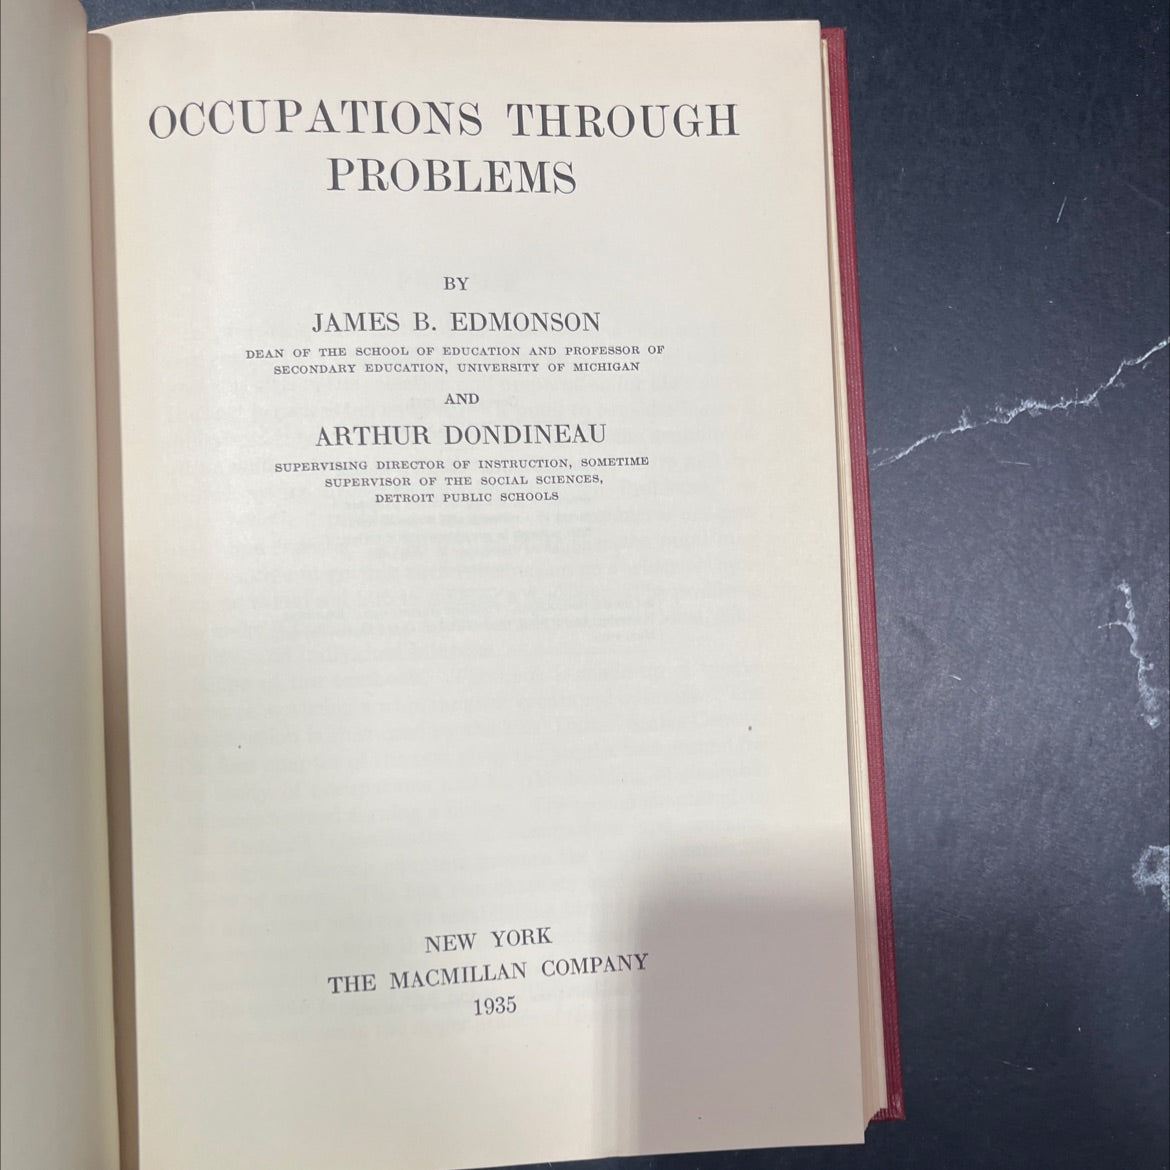 OCCUPATIONS THROUGH
PROBLEMS
BY
JAMES B. EDMONSON
DEAN OF THE SCHOOL OF EDUCATION AND PROFESSOR OF
SECONDARY EDUCATION, UNIVERSITY OF MICHIGAN
AND
ARTHUR DONDINEAU
SUPERVISING DIRECTOR OF INSTRUCTION, SOMETIME
SUPERVISOR OF THE SOCIAL SCIENCES,
DETROIT PUBLIC SCHOOLS
NEW YORK
THE MACMILLAN COMPANY
1935